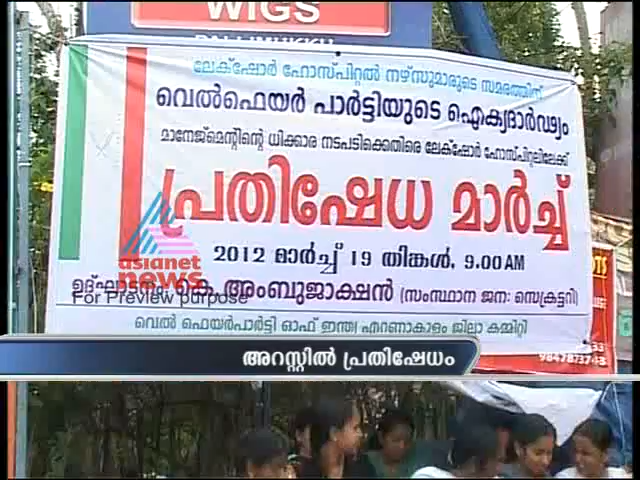 WIGS
PALLIMUKKU
ലേക്‌ഷോർ ഹോസ്പിറ്റൽ നഴ്സുമാരുടെ സമരത്തിന്
വെൽഫെയർ പാർട്ടിയുടെ ഐക്യദാർഢ്യം
മാനേജ്മെന്റിന്റെ ധിക്കാര നടപടിക്കെതിരെ ലേക്‌ഷോർ ഹോസ്പിറ്റലിലേക്ക്
പ്രതിഷേധ മാർച്ച്
2012 മാർച്ച് 19 തിങ്കൾ, 9.00 AM
asianet
news
ഉദ്ഘാടനം കെ.അംബുജാക്ഷൻ (സംസ്ഥാന ജന: സെക്രട്ടറി)
For Preview purpose
വെൽ ഫെയർപാർട്ടി ഓഫ് ഇന്ത്യ എറണാകുളം ജില്ലാ കമ്മിറ്റി
അറസ്റ്റിൽ പ്രതിഷേധം